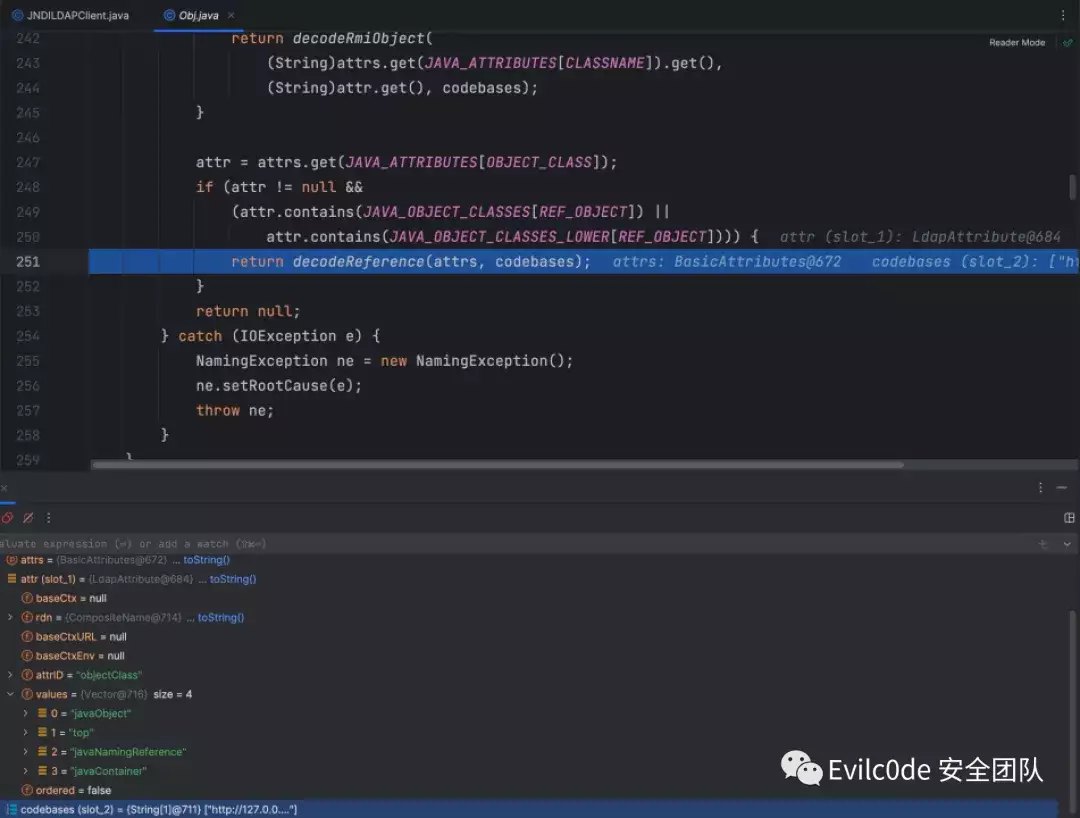 JNDILDAPClient.java
Obj.java
Reader Mode
242 return decodeRmiObject(
243 (String)attrs.get(JAVA_ATTRIBUTES[CLASSNAME]).get(),
244 (String)attr.get(), codebases);
245 }
246
247 attr = attrs.get(JAVA_ATTRIBUTES[OBJECT_CLASS]);
248 if (attr != null &&
249 (attr.contains(JAVA_OBJECT_CLASSES[REF_OBJECT]) ||
250 attr.contains(JAVA_OBJECT_CLASSES_LOWER[REF_OBJECT]))) { attr (slot_1): LdapAttribute@684
251 return decodeReference(attrs, codebases); attrs: BasicAttributes@672 codebases (slot_2): ["ht
252 }
253 return null;
254 } catch (IOException e) {
255 NamingException ne = new NamingException();
256 ne.setRootCause(e);
257 throw ne;
258 }
259 }
aluate expression (⏎) or add a watch (⇧⌘⏎)
attrs = {BasicAttributes@672} ... toString()
attr (slot_1) = {LdapAttribute@684} ... toString()
baseCtx = null
rdn = {CompositeName@714} ... toString()
baseCtxURL = null
baseCtxEnv = null
attrID = "objectClass"
values = {Vector@716} size = 4
0 = "javaObject"
1 = "top"
2 = "javaNamingReference"
3 = "javaContainer"
ordered = false
codebases (slot_2) = {String[1]@711} ["http://127.0.0...."]
Evilc0de 安全团队